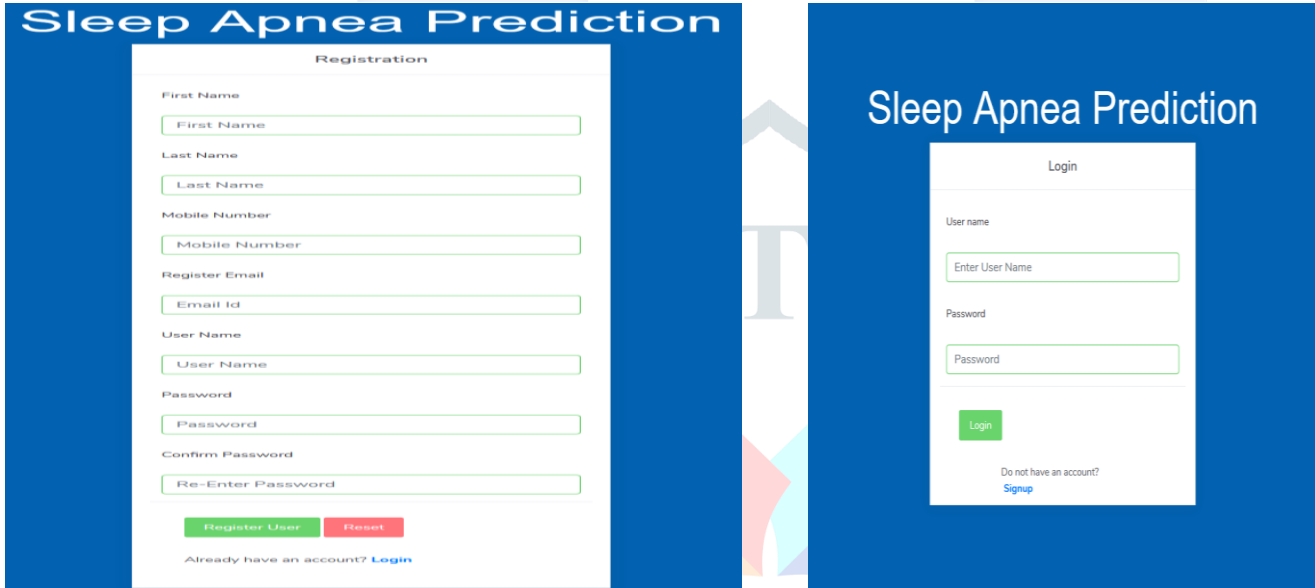 Sleep Apnea Prediction
Registration
First Name
First Name
Last Name
Last Name
Mobile Number
Mobile Number
Register Email
Email Id
User Name
User Name
Password
Password
Confirm Password
Re-Enter Password
Register User Reset
Already have an account? Login
T
Sleep Apnea Prediction
Login
User name
Enter User Name
Password
Password
Login
Do not have an account?
Signup